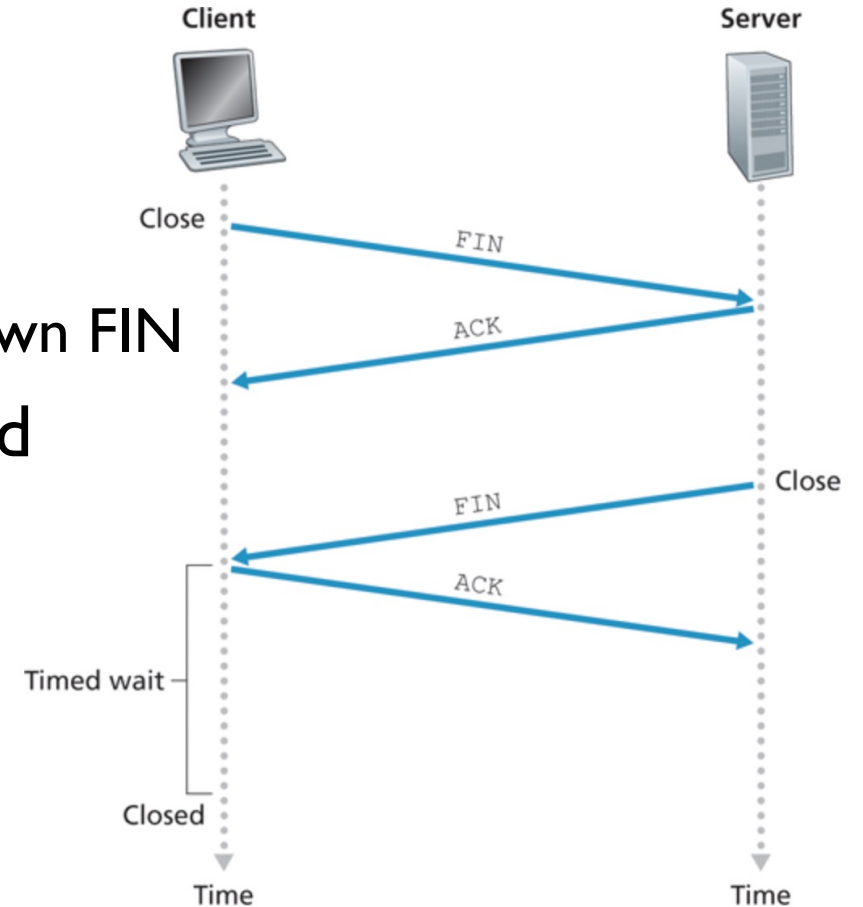 Client
Server
Close
FIN
wn FIN
ACK
d
Close
FIN
ACK
Timed wait
Closed
Time
Time